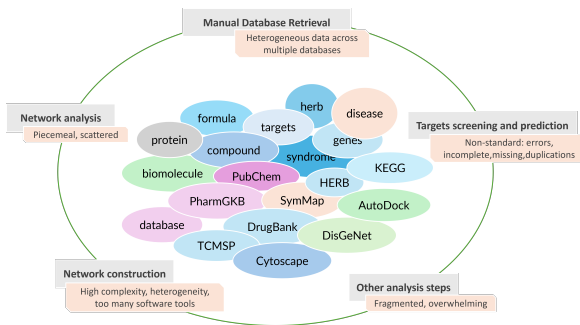 Manual Database Retrieval
Heterogeneous data across
multiple databases
Network analysis
Piecemeal, scattered
Targets screening and prediction
Non-standard: errors,
incomplete,missing,duplications
herb
disease
formula
targets
genes
protein
compound
syndrome
KEGG
biomolecule
PubChem
HERB
PharmGKB
SymMap
AutoDock
database
DrugBank
DisGeNet
TCMSP
Cytoscape
Network construction
High complexity, heterogeneity,
too many software tools
Other analysis steps
Fragmented, overwhelming